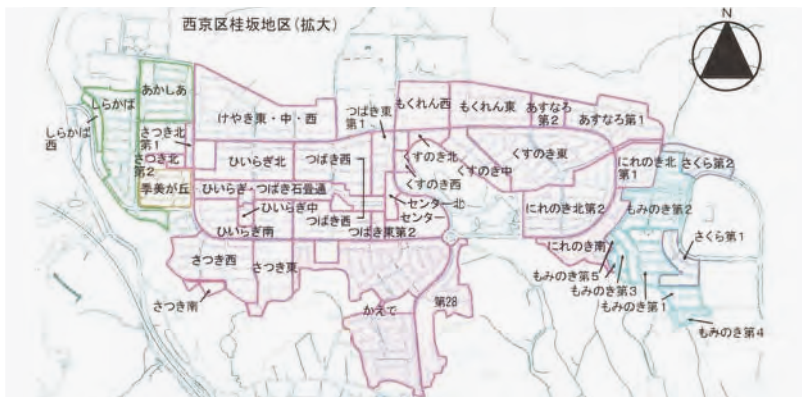 西京区桂坂地区（拡大）
N
しらかば
あかしあ
しらかば
西
さつき北
第1
さつき北
第2
季美が丘
けやき東・中・西
つばき東
第1
もくれん西
もくれん東
あすなろ
第2
あすなろ第1
ひいらぎ北
つばき西
くすのき北
くすのき西
くすのき中
くすのき東
にれのき北
第1
さくら第2
ひいらぎ・つばき石畳通
ひいらぎ中
つばき西
センター北
センター
にれのき北第2
もみのき第2
ひいらぎ南
つばき東第2
にれのき南
さくら第1
さつき西
さつき東
さつき南
かえで
第28
もみのき第5
もみのき第3
もみのき第1
もみのき第4